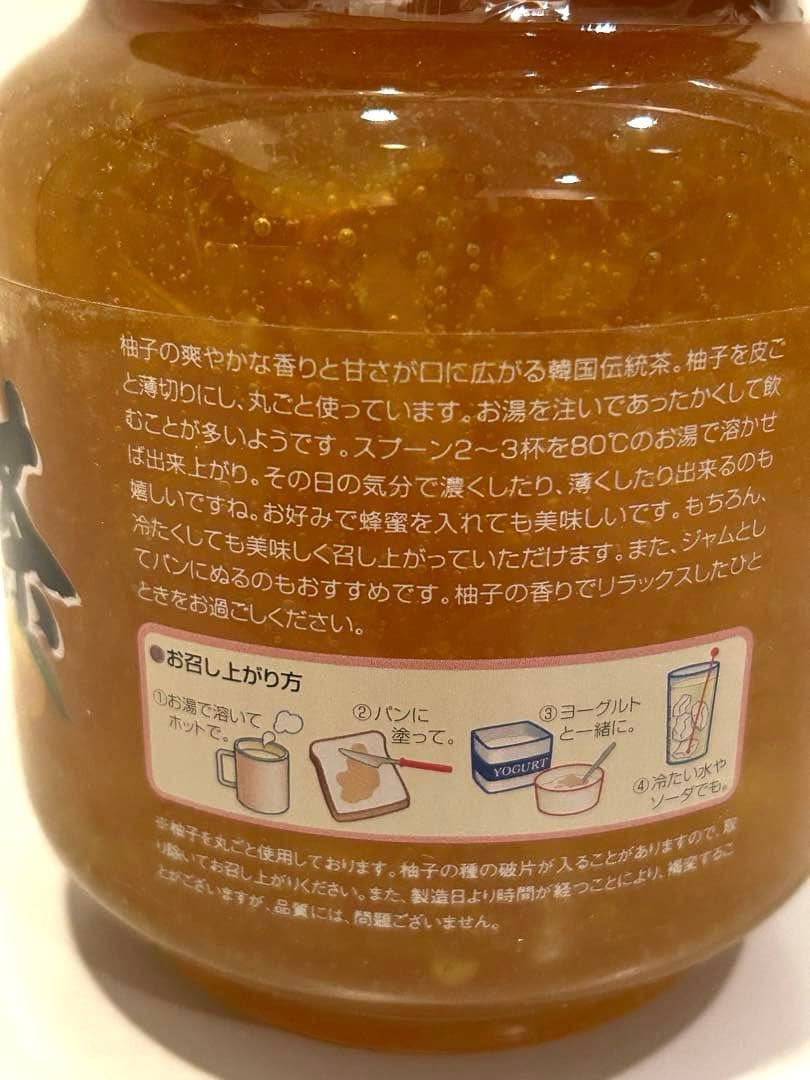 茶
柚子の爽やかな香りと甘さが口に広がる韓国伝統茶。柚子を皮ご
と薄切りにし、丸ごと使っています。お湯を注いであったかくして飲
むことが多いようです。スプーン2〜3杯を80℃のお湯で溶かせ
ば出来上がり。その日の気分で濃くしたり、薄くしたり出来るのも
嬉しいですね。お好みで蜂蜜を入れても美味しいです。もちろん、
冷たくしても美味しく召し上がっていただけます。また、ジャムとし
てパンにぬるのもおすすめです。柚子の香りでリラックスしたひと
ときをお過ごしください。
●お召し上がり方
①お湯で溶いて
ホットで。
②パンに
塗って。
③ヨーグルト
と一緒に。
YOGURT
④冷たい水や
ソーダでも。
※柚子を丸ごと使用しております。柚子の種の破片が入ることがありますので、取
り除いてお召し上がりください。また、製造日より時間が経つことにより、褐変するこ
とがございますが、品質には、問題ございません。